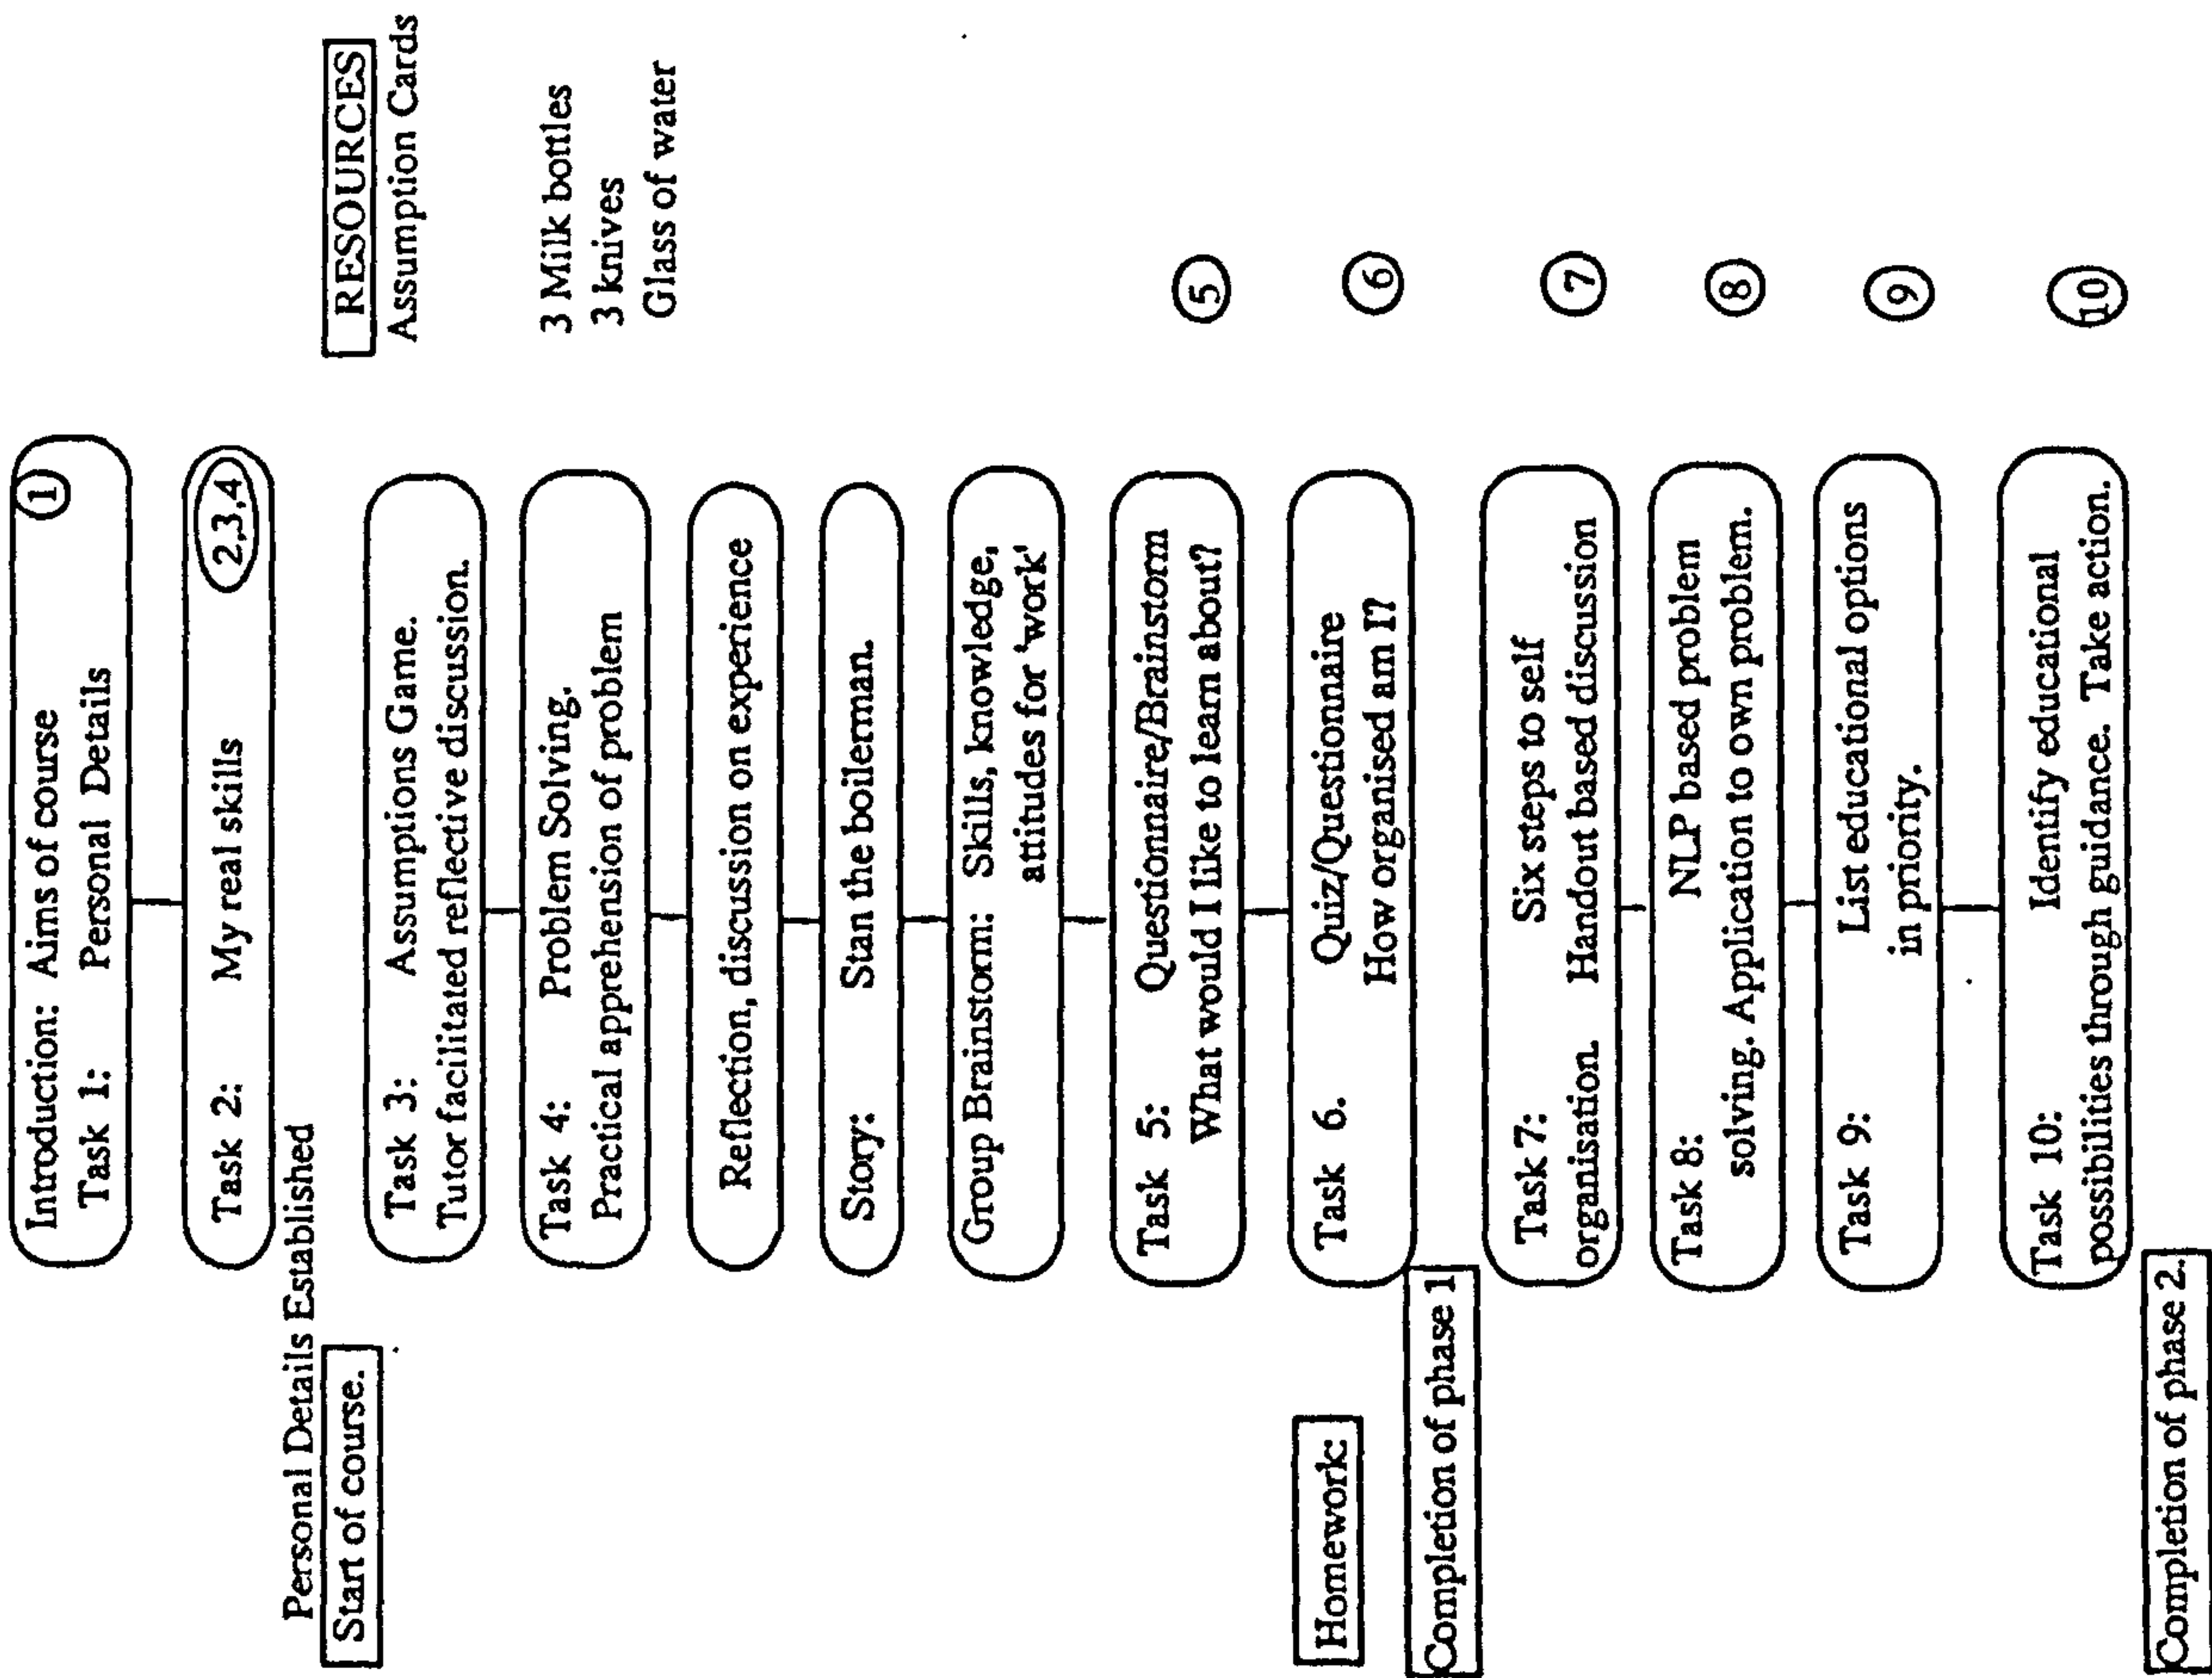 Introduction: Aims of course 1
Task 1: Personal Details
Task 2: My real skills 2,3,4
Personal Details Established
Start of course.
RESOURCES
Task 3: Assumptions Game.
Assumption Cards
Tutor facilitated reflective discussion.
Task 4: Problem Solving.
3 Milk bottles
Practical apprehension of problem
3 knives
Glass of water
Reflection, discussion on experience
Story: Stan the boilerman.
Group Brainstorm: Skills, knowledge,
attitudes for 'work'
Task 5: Questionnaire/Brainstorm
What would I like to learn about?
5
Homework:
Task 6. Quiz/Questionnaire
How organised am I?
6
Completion of phase 1
Task 7: Six steps to self
organisation. Handout based discussion
7
Task 8: NLP based problem
solving. Application to own problem.
8
Task 9: List educational options
in priority.
9
Task 10: Identify educational
possibilities through guidance. Take action.
10
Completion of phase 2.